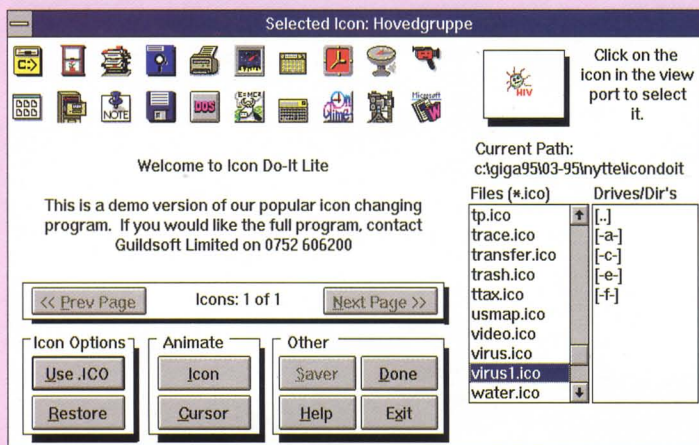 Selected Icon: Hovedgruppe
C:\>
NOTE
DOS
On
Time
Microsoft
HIV
Click on the
icon in the view
port to select
it.
Welcome to Icon Do-It Lite
This is a demo version of our popular icon changing
program. If you would like the full program, contact
Guildsoft Limited on 0752 606200
Current Path:
c:\giga95\03-95\nytte\icondoit
Files (*.ico)
Drives/Dir's
tp.ico
trace.ico
transfer.ico
trash.ico
ttax.ico
usmap.ico
video.ico
virus.ico
virus1.ico
water.ico
[..]
[-a-]
[-c-]
[-e-]
[-f-]
<< Prev Page
Icons: 1 of 1
Next Page >>
Icon Options
Animate
Other
Use .ICO
Icon
Saver
Done
Restore
Cursor
Help
Exit